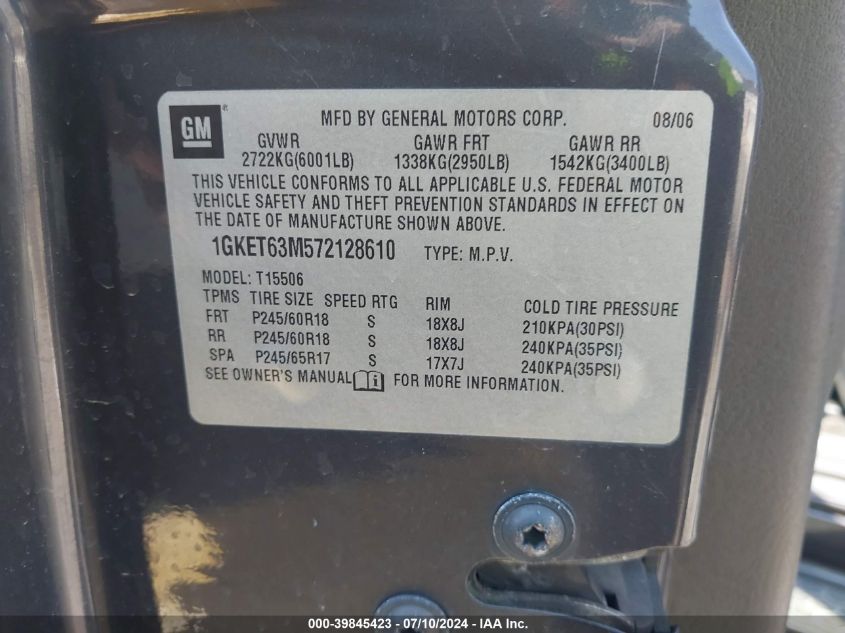 GM ® MFD BY GENERAL MOTORS CORP. 08/06
GVWR GAWR FRT GAWR RR
2722KG(6001LB) 1338KG(2950LB) 1542KG(3400LB)
THIS VEHICLE CONFORMS TO ALL APPLICABLE U.S. FEDERAL MOTOR
VEHICLE SAFETY AND THEFT PREVENTION STANDARDS IN EFFECT ON
THE DATE OF MANUFACTURE SHOWN ABOVE.
1GKET63M572128610 TYPE: M.P.V.
MODEL: T15506
TPMS TIRE SIZE SPEED RTG RIM COLD TIRE PRESSURE
FRT P245/60R18 S 18X8J 210KPA(30PSI)
RR P245/60R18 S 18X8J 240KPA(35PSI)
SPA P245/65R17 S 17X7J 240KPA(35PSI)
SEE OWNER'S MANUAL i FOR MORE INFORMATION.
000-39845423 - 07/10/2024 - IAAI Inc.